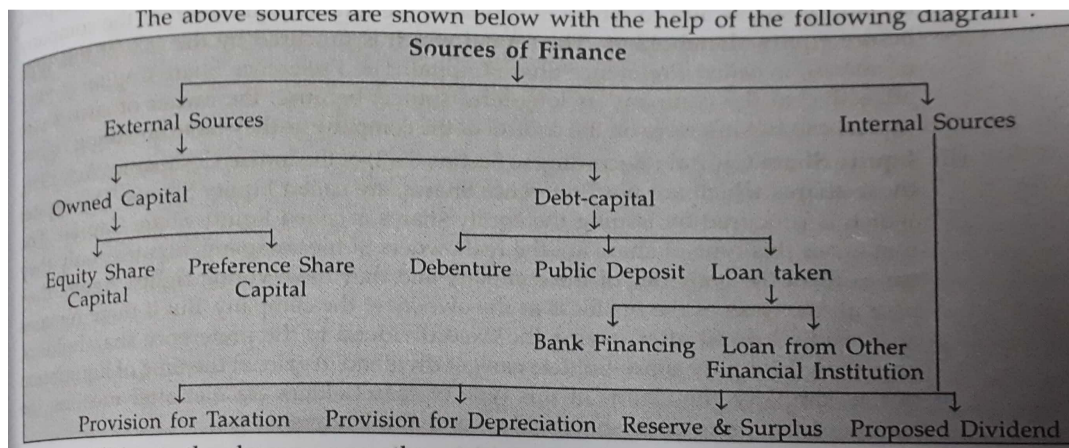 The above sources are shown below with the help of the following diagram :
Sources of Finance
External Sources
Internal Sources
Owned Capital
Debt-capital
Equity Share
Capital
Preference Share
Capital
Debenture
Public Deposit
Loan taken
Bank Financing
Loan from Other
Financial Institution
Provision for Taxation
Provision for Depreciation
Reserve & Surplus
Proposed Dividend